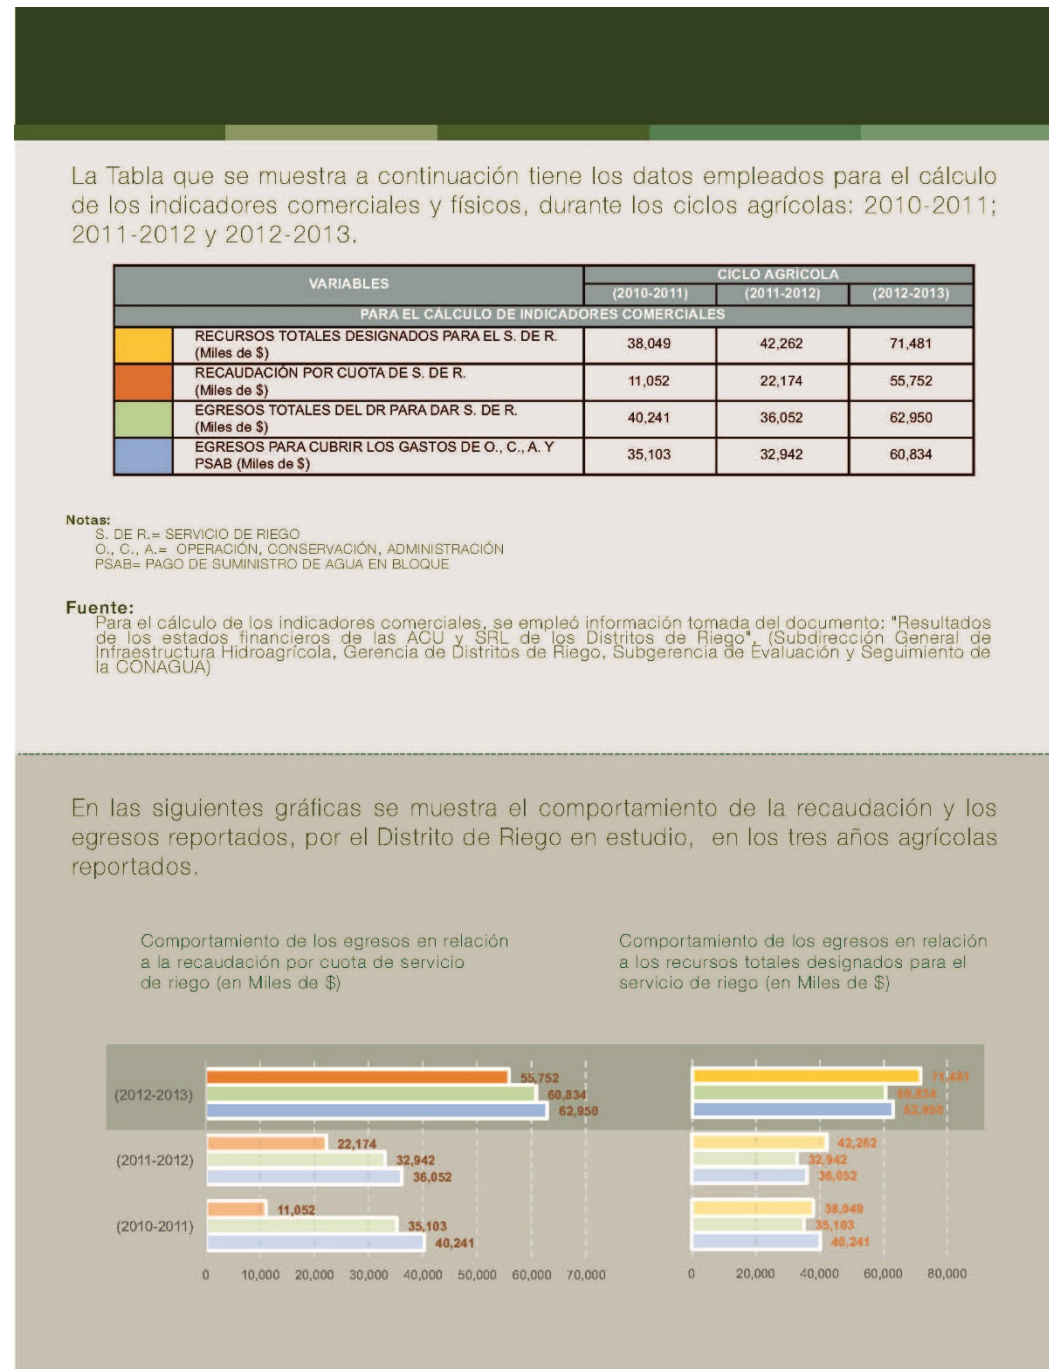 La Tabla que se muestra a continuación tiene los datos empleados para el cálculo
de los indicadores comerciales y físicos, durante los ciclos agrícolas: 2010-2011;
2011-2012 y 2012-2013.
VARIABLES
CICLO AGRÍCOLA
(2010-2011) (2011-2012) (2012-2013)
PARA EL CÁLCULO DE INDICADORES COMERCIALES
RECURSOS TOTALES DESIGNADOS PARA EL S. DE R.
(Miles de $)
38,049 42,262 71,481
RECAUDACIÓN POR CUOTA DE S. DE R.
(Miles de $)
11,052 22,174 55,752
EGRESOS TOTALES DEL DR PARA DAR S. DE R.
(Miles de $)
40,241 36,052 62,950
EGRESOS PARA CUBRIR LOS GASTOS DE O., C., A. Y
PSAB (Miles de $)
35,103 32,942 60,834
Notas:
S. DE R.= SERVICIO DE RIEGO
O., C., A.= OPERACIÓN, CONSERVACIÓN, ADMINISTRACIÓN
PSAB= PAGO DE SUMINISTRO DE AGUA EN BLOQUE
Fuente:
Para el cálculo de los indicadores comerciales, se empleó información tomada del documento: "Resultados
de los estados financieros de las ACU y SRL de los Distritos de Riego", (Subdirección General de
Infraestructura Hidroagrícola, Gerencia de Distritos de Riego, Subgerencia de Evaluación y Seguimiento de
la CONAGUA)
En las siguientes gráficas se muestra el comportamiento de la recaudación y los
egresos reportados, por el Distrito de Riego en estudio, en los tres años agrícolas
reportados.
Comportamiento de los egresos en relación
a la recaudación por cuota de servicio
de riego (en Miles de $)
(2012-2013)
55,752
60,834
62,950
(2011-2012)
22,174
32,942
36,052
(2010-2011)
11,052
35,103
40,241
0 10,000 20,000 30,000 40,000 50,000 60,000 70,000
Comportamiento de los egresos en relación
a los recursos totales designados para el
servicio de riego (en Miles de $)
71,481
60,834
62,950
42,262
32,942
36,052
38,049
35,103
40,241
0 20,000 40,000 60,000 80,000